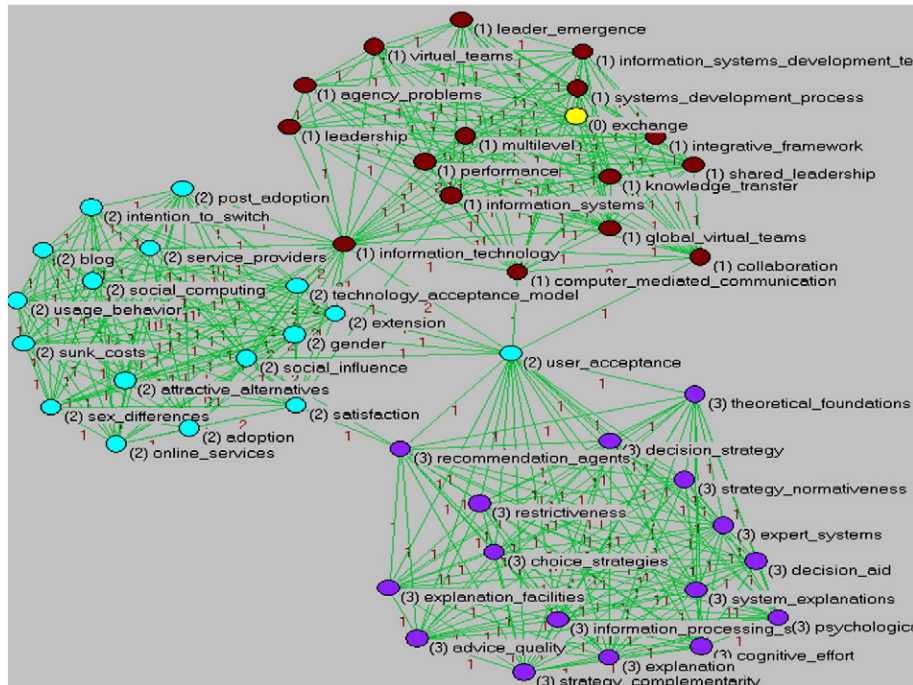 (1) leader_emergence
(1) virtual_teams
(1) information_systems_development_te
(1) agency_problems
(1) systems_development_process
(0) exchange
(1) leadership
(1) multilevel
(1) integrative_framework
(1) performance
(1) shared_leadership
(1) knowledge_transfer
(2) post_adoption
(1) information_systems
(2) intention_to_switch
(1) global_virtual_teams
(2) blog
(2) service_providers
(1) information_technology
(1) collaboration
(1) computer_mediated_communication
(2) social_computing
(2) technology_acceptance_model
(2) usage_behavior
(2) extension
(2) gender
(2) sunk_costs
(2) social_influence
(2) user_acceptance
(2) attractive_alternatives
(3) theoretical_foundations
(2) sex_differences
(2) satisfaction
(2) adoption
(2) online_services
(3) recommendation_agents
(3) decision_strategy
(3) strategy_normativeness
(3) restrictiveness
(3) expert_systems
(3) choice_strategies
(3) decision_aid
(3) explanation_facilities
(3) system_explanations
(3) information_processing_s
(3) psychologica
(3) advice_quality
(3) cognitive_effort
(3) explanation
(3) strategy_complementarity